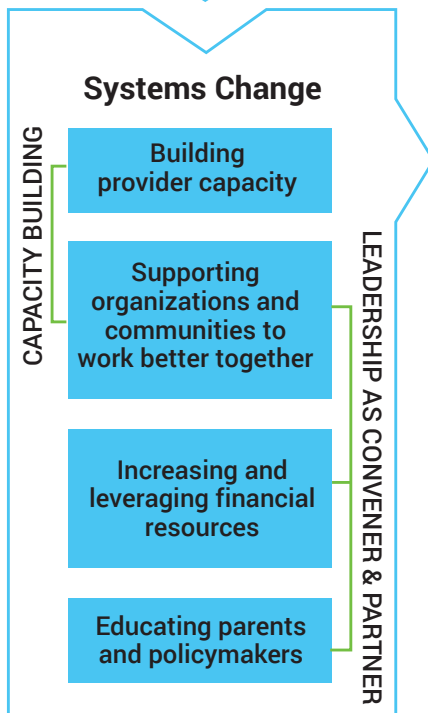 Systems Change
CAPACITY BUILDING
Building
provider capacity
Supporting
organizations and
communities to
work better together
LEADERSHIP AS CONVENER & PARTNER
Increasing and
leveraging financial
resources
Educating parents
and policymakers